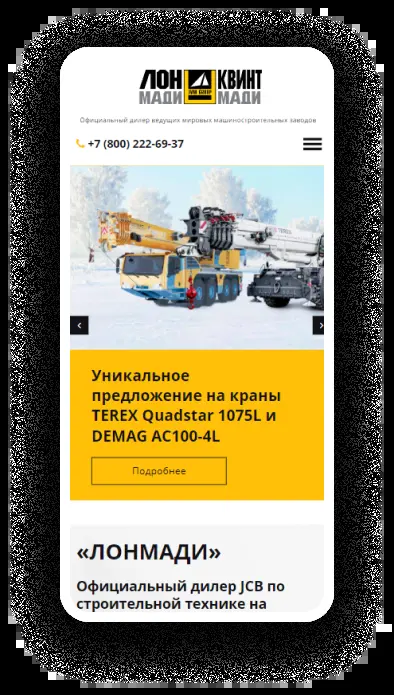 ЛОН КВИНТ
МАДИ МАДИ
Официальный дилер ведущих мировых машиностроительных заводов
+7 (800) 222-69-37
Уникальное
предложение на краны
TEREX Quadstar 1075L и
DEMAG AC100-4L
Подробнее
«ЛОНМАДИ»
Официальный дилер JCB по
строительной технике на